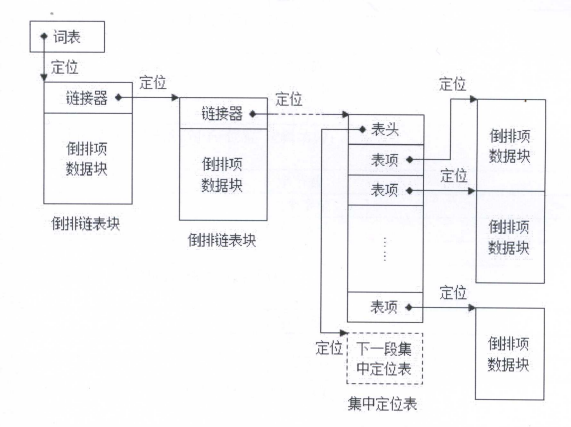 词表
定位
链接器
倒排项
数据块
倒排链表块
定位
链接器
倒排项
数据块
倒排链表块
定位
表头
表项
表项
……
表项
定位
下一段集
中定位表
集中定位表
定位
倒排项
数据块
定位
倒排项
数据块
定位
倒排项
数据块